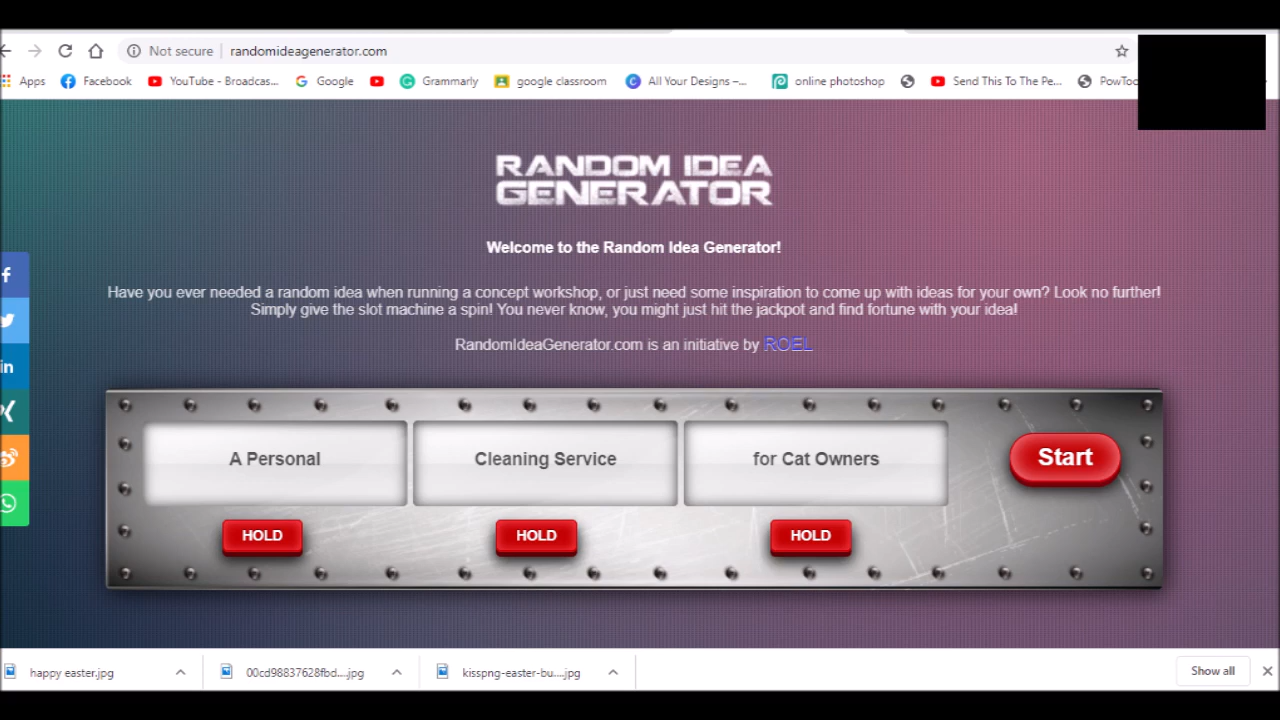 Not secure randomideagenerator.com
Apps Facebook YouTube - Broadcas... Google Grammarly google classroom All Your Designs –... online photoshop Send This To The Pe... PowToo
RANDOM IDEA
GENERATOR
Welcome to the Random Idea Generator!
Have you ever needed a random idea when running a concept workshop, or just need some inspiration to come up with ideas for your own? Look no further!
Simply give the slot machine a spin! You never know, you might just hit the jackpot and find fortune with your idea!
RandomIdeaGenerator.com is an initiative by ROEL
A Personal Cleaning Service for Cat Owners Start
HOLD HOLD HOLD
happy easter.jpg 00cd98837628fbd....jpg kisspng-easter-bu....jpg Show all